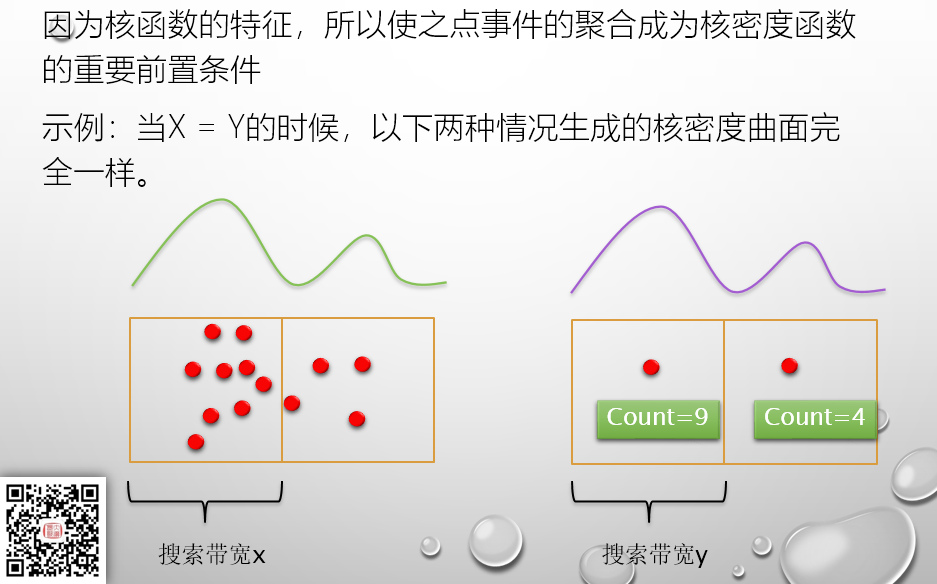 因为核函数的特征，所以使之点事件的聚合成为核密度函数
的重要前置条件
示例：当X = Y的时候，以下两种情况生成的核密度曲面完
全一样。
Count=9
Count=4
搜索带宽x
搜索带宽y